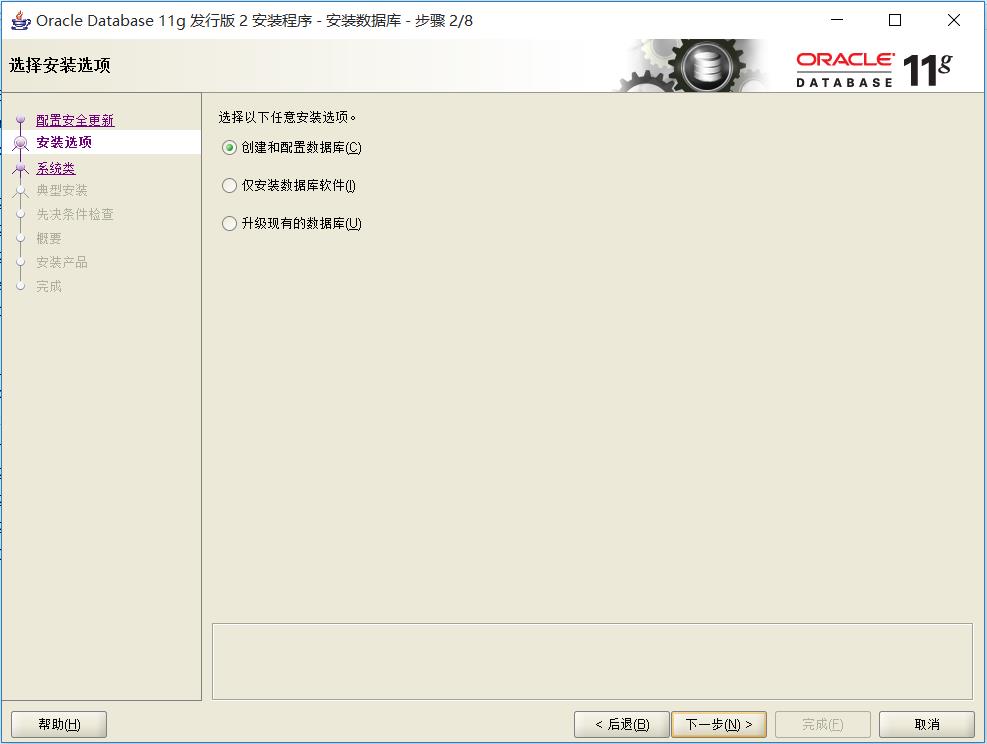 Oracle Database 11g 发行版 2 安装程序 - 安装数据库 - 步骤 2/8
选择安装选项
ORACLE
DATABASE
11g
配置安全更新
安装选项
系统类
典型安装
先决条件检查
概要
安装产品
完成
选择以下任意安装选项。
创建和配置数据库(C)
仅安装数据库软件(I)
升级现有的数据库(U)
帮助(H)
< 后退(B)
下一步(N) >
完成(F)
取消